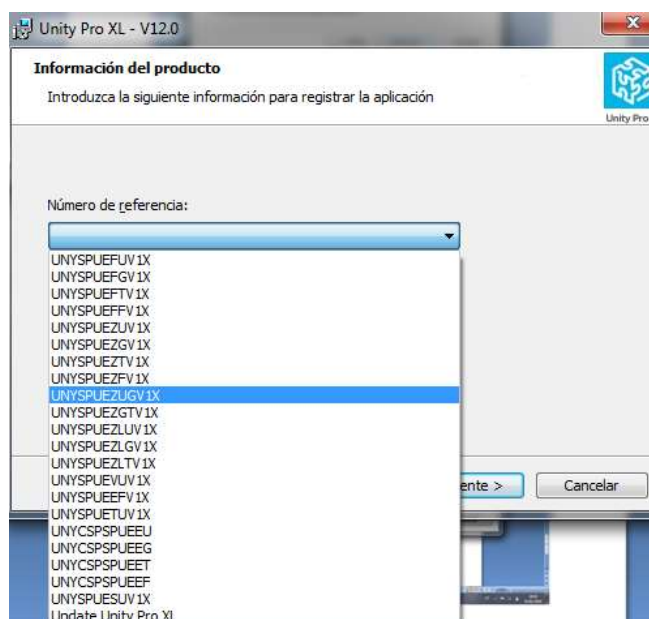 Unity Pro XL - V12.0
Información del producto
Introduzca la siguiente información para registrar la aplicación
Unity Pro
Número de referencia:
UNYSPUEFUV1X
UNYSPUEFGV1X
UNYSPUEFTV1X
UNYSPUEFFV1X
UNYSPUEZUV1X
UNYSPUEZGV1X
UNYSPUEZTV1X
UNYSPUEZFV1X
UNYSPUEZUGV1X
UNYSPUEZGTV1X
UNYSPUEZLUV1X
UNYSPUEZLGV1X
UNYSPUEZLTV1X
UNYSPUEVUV1X
ente >
Cancelar
UNYSPUEEFV1X
UNYSPUETUV1X
UNYCSPSPUEEU
UNYCSPSPUEEG
UNYCSPSPUEET
UNYCSPSPUEEF
UNYSPUESUV1X
Update Unity Pro XL